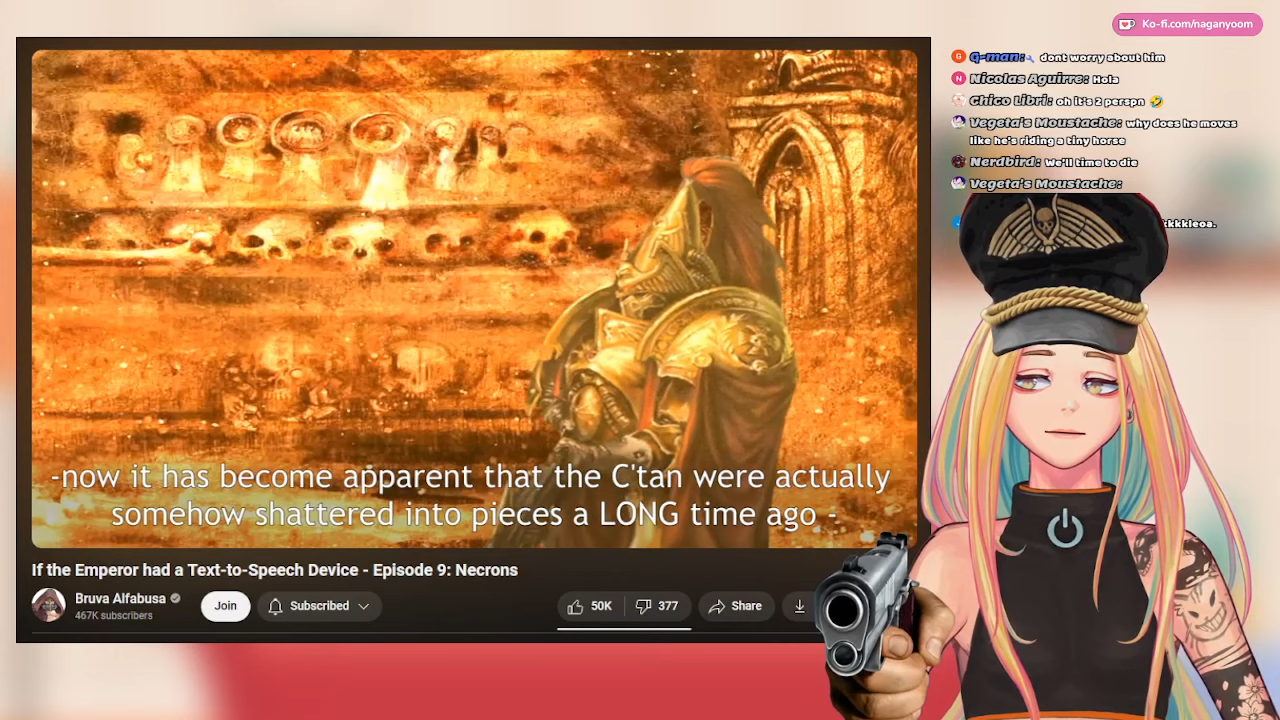 Ko-fi.com/naganyoom
G-man: dont worry about him
Nicolas Aguirre: Hola
Chico Libri: oh it's 2 perspn 🤣
Vegeta's Moustache: why does he moves
like he's riding a tiny horse
Nerdbird: We'll time to die
Vegeta's Moustache:
kkkkleoa.
-now it has become apparent that the C'tan were actually
somehow shattered into pieces a LONG time ago -
If the Emperor had a Text-to-Speech Device - Episode 9: Necrons
Bruva Alfabusa
467K subscribers
Join
Subscribed
50K
377
Share